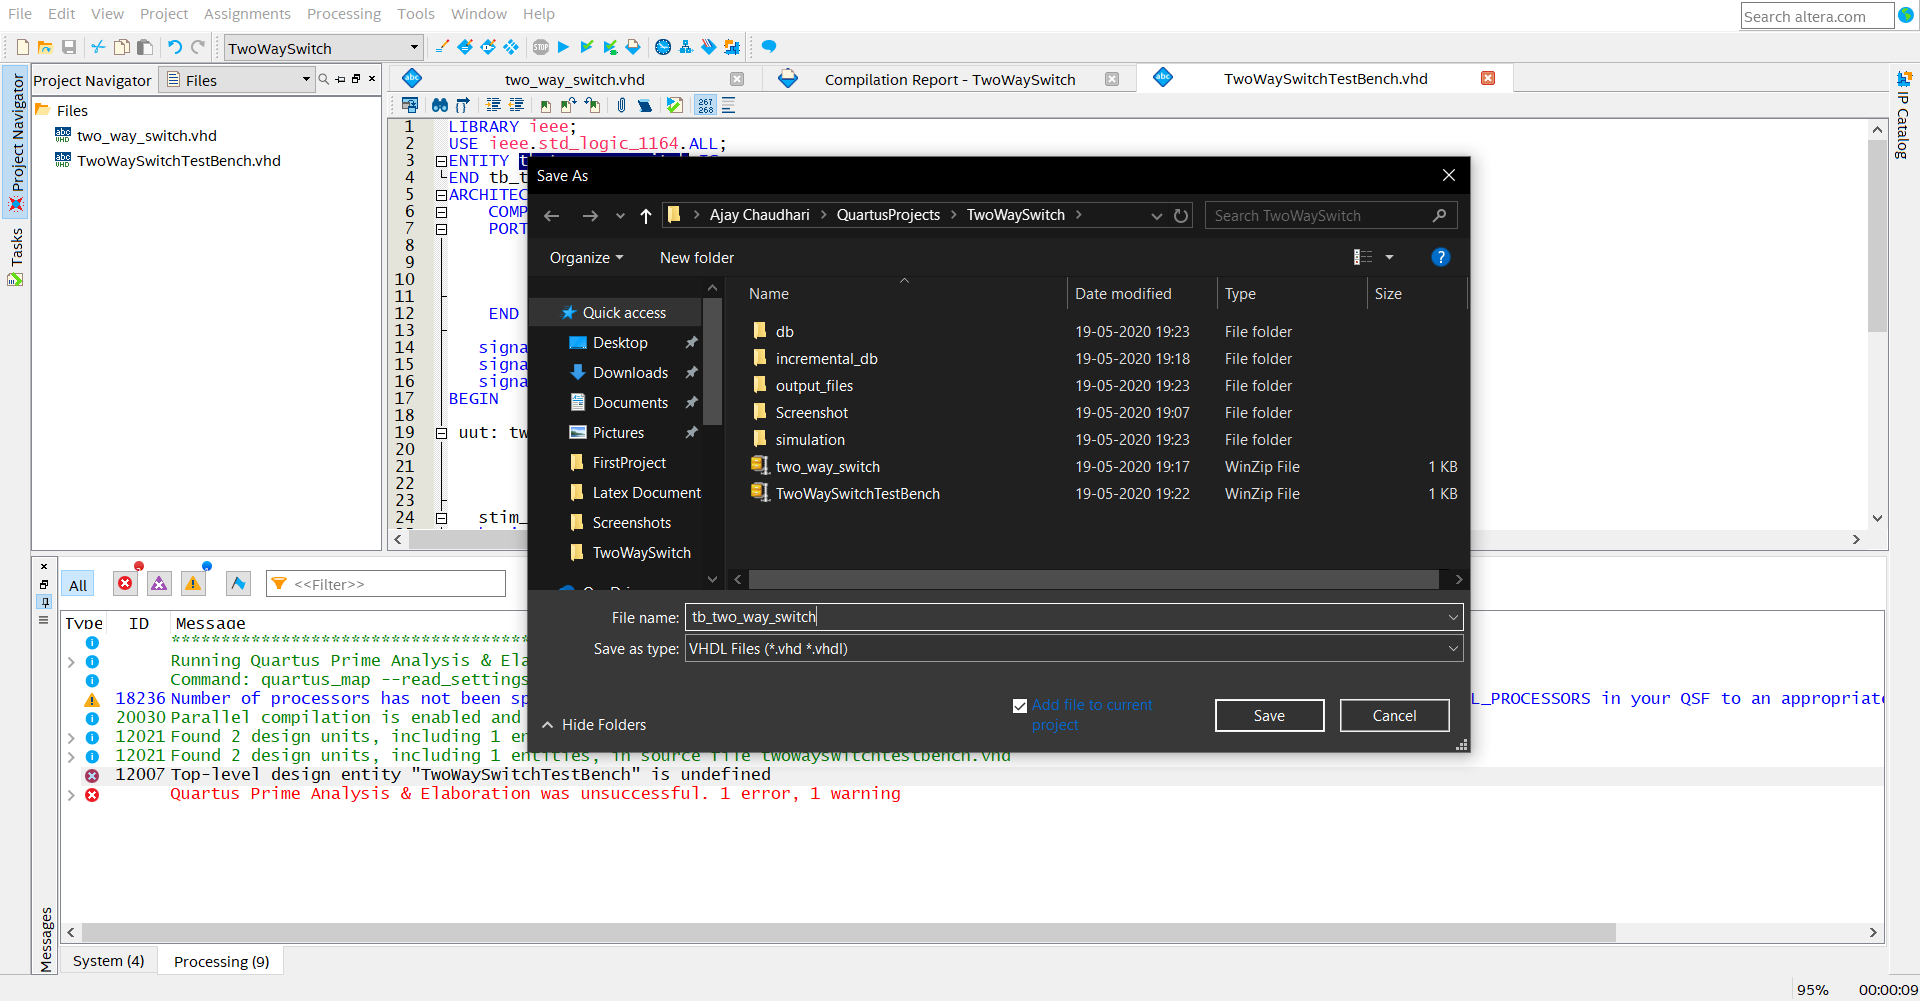 File Edit View Project Assignments Processing Tools Window Help
Search altera.com
TwoWaySwitch
Project Navigator Files
two_way_switch.vhd
Compilation Report - TwoWaySwitch
TwoWaySwitchTestBench.vhd
Project Navigator
Tasks
IP Catalog
Files
two_way_switch.vhd
TwoWaySwitchTestBench.vhd
267
268
1 LIBRARY ieee;
2 USE ieee.std_logic_1164.ALL;
3 ENTITY
4 END tb_t
5 ARCHITEC
6 COMP
7 PORT
8
9
10
11
12 END
13
14 signa
15 signa
16 signa
17 BEGIN
18
19 uut: tw
20
21
22
23
24 stim_
Save As
Ajay Chaudhari QuartusProjects TwoWaySwitch
Search TwoWaySwitch
Organize New folder
Quick access
Desktop
Downloads
Documents
Pictures
FirstProject
Latex Document
Screenshots
TwoWaySwitch
Name Date modified Type Size
db 19-05-2020 19:23 File folder
incremental_db 19-05-2020 19:18 File folder
output_files 19-05-2020 19:23 File folder
Screenshot 19-05-2020 19:07 File folder
simulation 19-05-2020 19:23 File folder
two_way_switch 19-05-2020 19:17 WinZip File 1 KB
TwoWaySwitchTestBench 19-05-2020 19:22 WinZip File 1 KB
File name: tb_two_way_switch
Save as type: VHDL Files (*.vhd *.vhdl)
Hide Folders
Add file to current
project
Save Cancel
All <<Filter>>
Type ID Message
************************************
Running Quartus Prime Analysis & Ela
Command: quartus_map --read_settings
18236 Number of processors has not been sp L_PROCESSORS in your QSF to an appropriate
20030 Parallel compilation is enabled and
12021 Found 2 design units, including 1 en
12021 Found 2 design units, including 1 entities, in source file twowayswitchtestbench.vhd
12007 Top-level design entity "TwoWaySwitchTestBench" is undefined
Quartus Prime Analysis & Elaboration was unsuccessful. 1 error, 1 warning
Messages
System (4) Processing (9)
95% 00:00:09